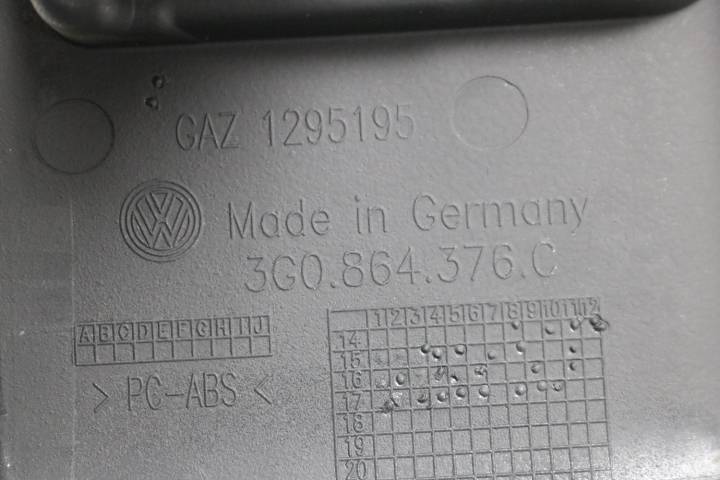 GAZ 1295195
Made in Germany
3G0.864.376.C
ABCDEFGHIJ
1 2 3 4 5 6 7 8 9 10 11 12
14
15
16
17
18
19
20
> PC-ABS <